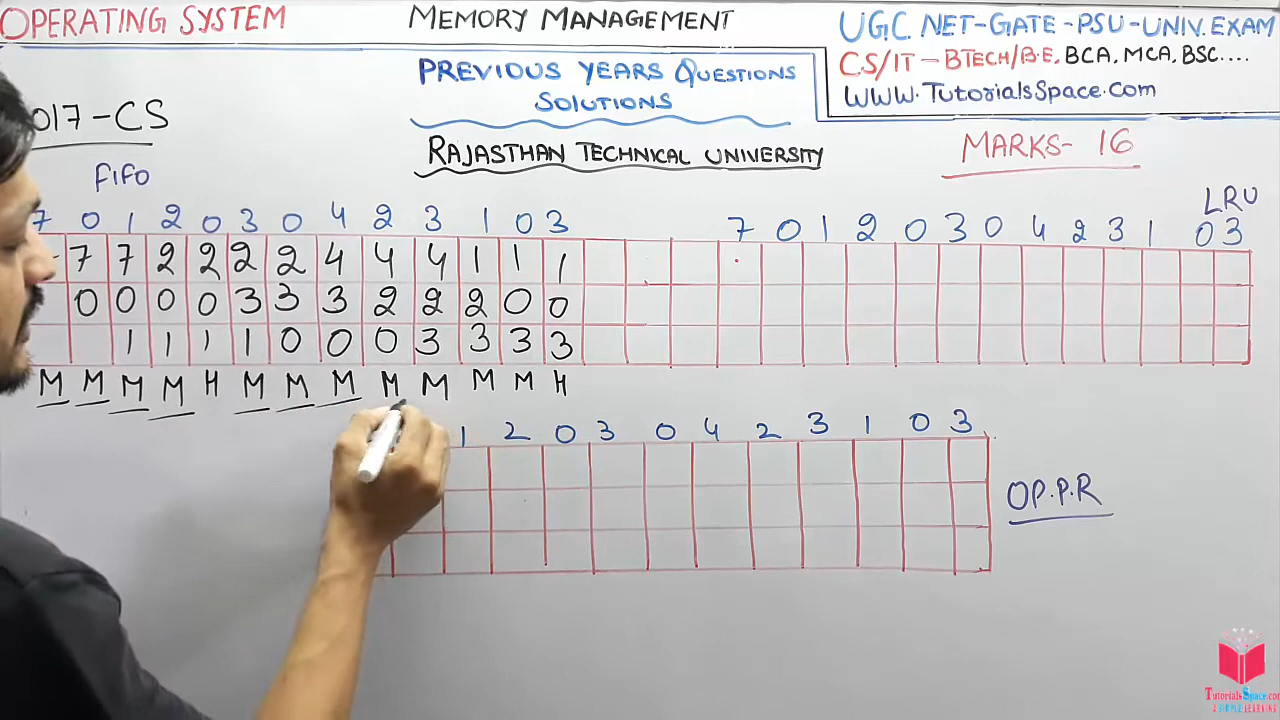 OPERATING SYSTEM
MEMORY MANAGEMENT
UGC NET-GATE-PSU-UNIV. EXAM
CS/IT - BTECH/B.E, BCA, MCA, BSC....
WWW.TutorialsSpace.com
PREVIOUS YEARS QUESTIONS
SOLUTIONS
017-CS
RAJASTHAN TECHNICAL UNIVERSITY
MARKS- 16
FIFO
7 0 1 2 0 3 0 4 2 3 1 0 3
7 7 2 2 2 2 4 4 4 1 1 1
0 0 0 0 3 3 3 2 2 2 0 0
1 1 1 1 0 0 0 3 3 3 3
M M M M H M M M M M M M H
LRU
7 0 1 2 0 3 0 4 2 3 1 0 3
1 2 0 3 0 4 2 3 1 0 3
OP.P.R
TutorialsSpace.com